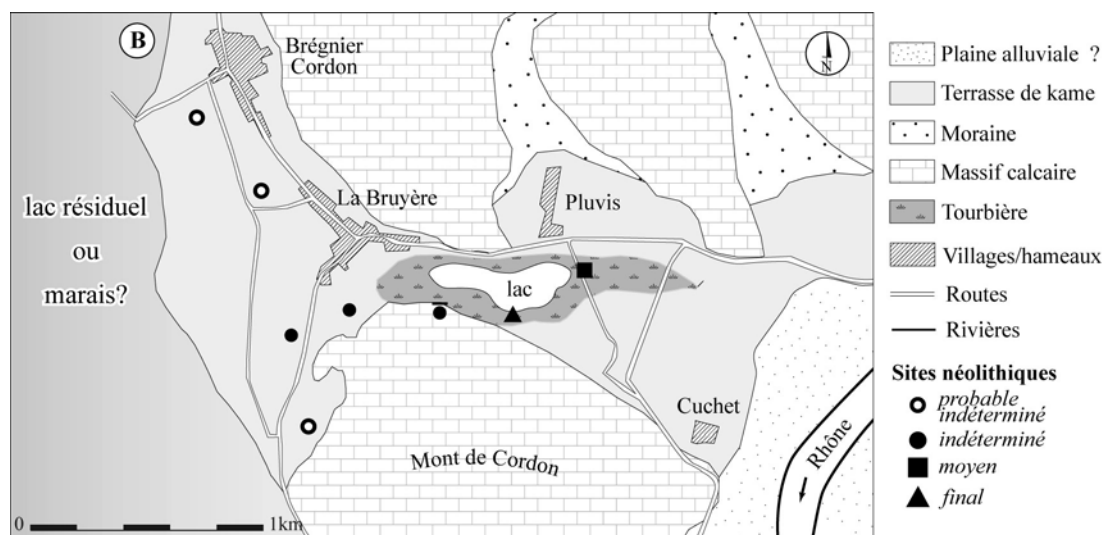 B
Brégnier
Cordon
N
La Bruyère
Pluvis
lac résiduel
ou
marais?
lac
Cuchet
Mont de Cordon
Rhône
0 1km
Plaine alluviale ?
Terrasse de kame
Moraine
Massif calcaire
Tourbière
Villages/hameaux
Routes
Rivières
Sites néolithiques
probable
indéterminé
indéterminé
moyen
final